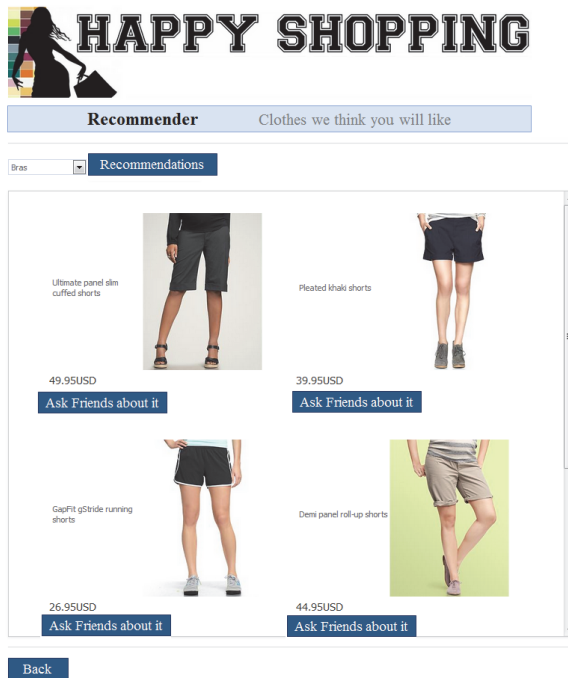 HAPPY SHOPPING
Recommender Clothes we think you will like
Bras Recommendations
Ultimate panel slim
cuffed shorts
49.95USD
Ask Friends about it
Pleated khaki shorts
39.95USD
Ask Friends about it
GapFit gStride running
shorts
26.95USD
Ask Friends about it
Demi panel roll-up shorts
44.95USD
Ask Friends about it
Back